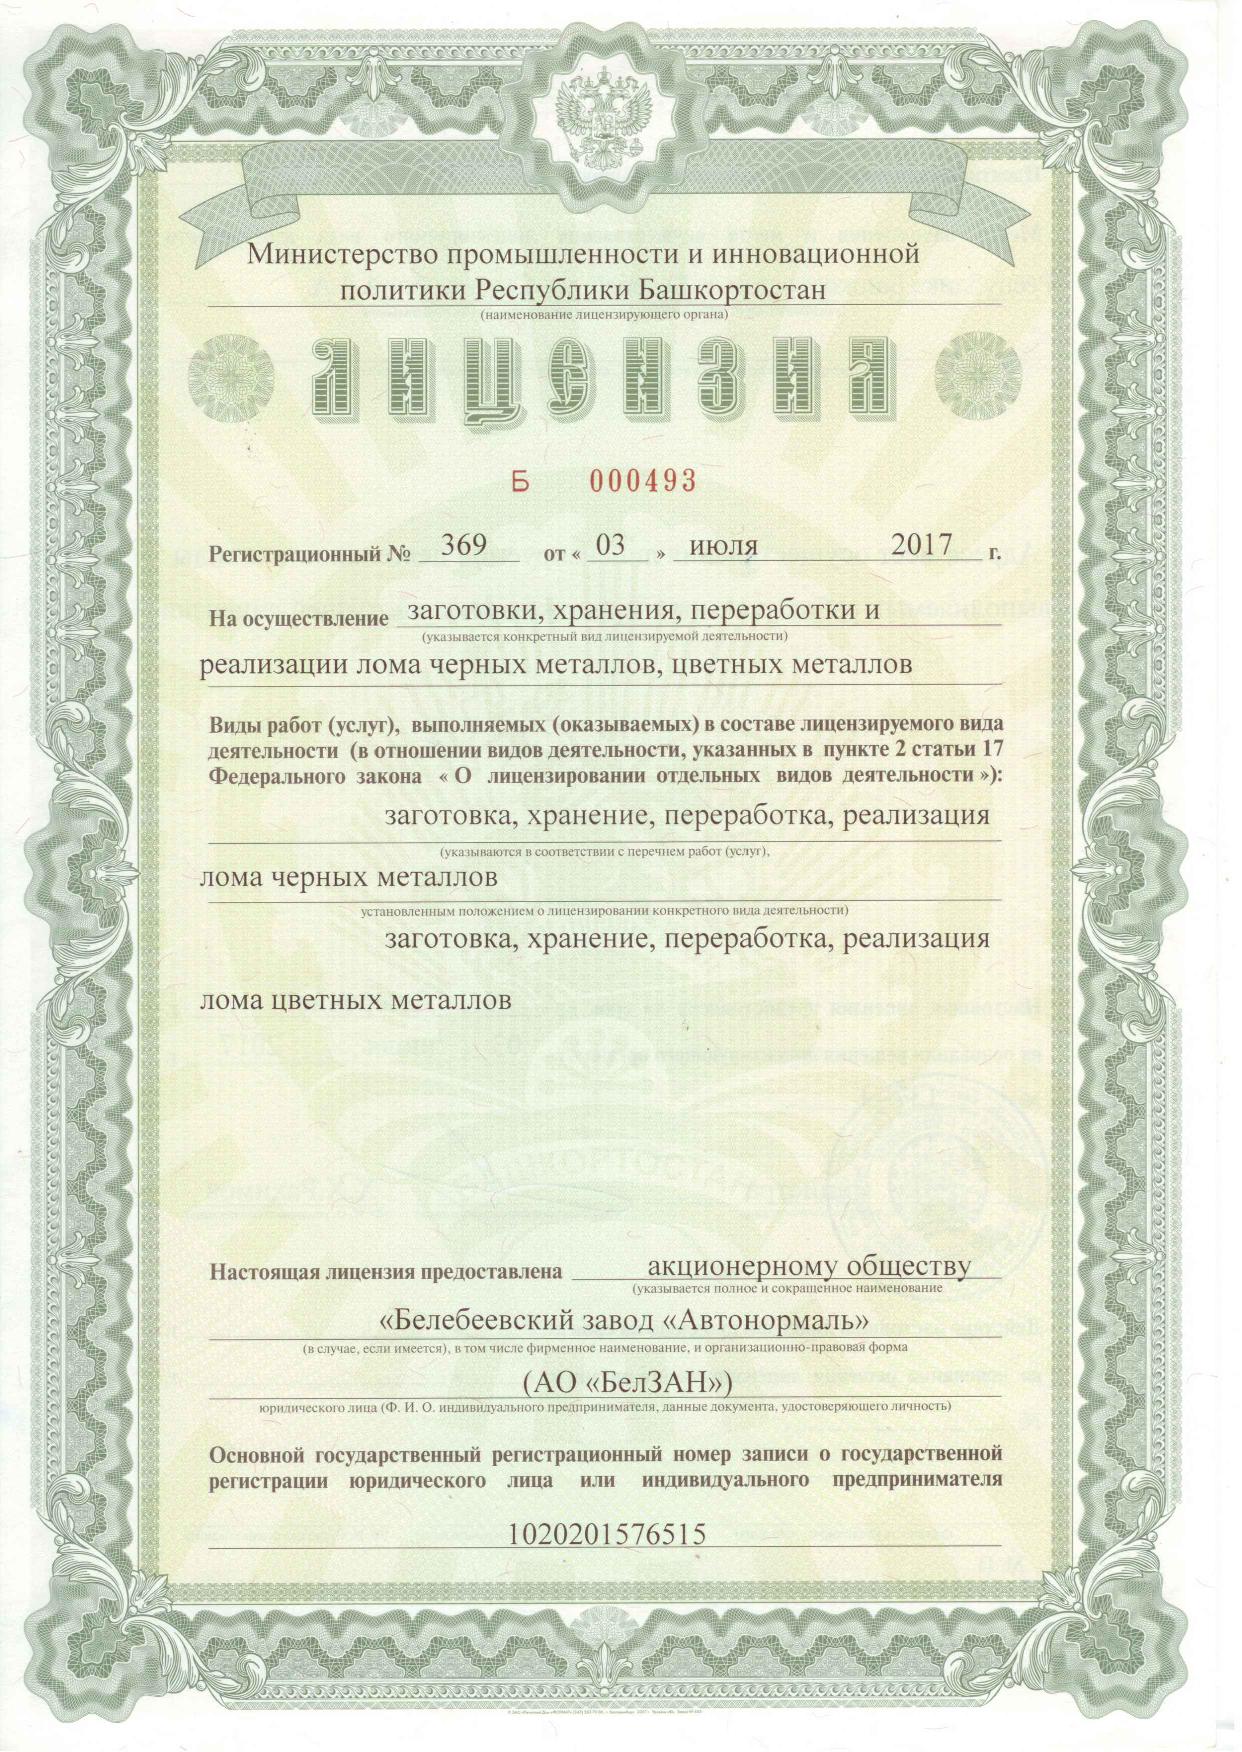 Министерство промышленности и инновационной
политики Республики Башкортостан
(наименование лицензирующего органа)
ЛИЦЕНЗИЯ
Б 000493
Регистрационный № 369 от « 03 » июля 2017 г.
На осуществление заготовки, хранения, переработки и
(указывается конкретный вид лицензируемой деятельности)
реализации лома черных металлов, цветных металлов
Виды работ (услуг), выполняемых (оказываемых) в составе лицензируемого вида
деятельности (в отношении видов деятельности, указанных в пункте 2 статьи 17
Федерального закона « О лицензировании отдельных видов деятельности »):
заготовка, хранение, переработка, реализация
(указываются в соответствии с перечнем работ (услуг),
лома черных металлов
установленным положением о лицензировании конкретного вида деятельности)
заготовка, хранение, переработка, реализация
лома цветных металлов
Настоящая лицензия предоставлена акционерному обществу
(указывается полное и сокращенное наименование
«Белебеевский завод «Автонормаль»
(в случае, если имеется), в том числе фирменное наименование, и организационно-правовая форма
(АО «БелЗАН»)
юридического лица (Ф. И. О. индивидуального предпринимателя, данные документа, удостоверяющего личность)
Основной государственный регистрационный номер записи о государственной
регистрации юридического лица или индивидуального предпринимателя
1020201576515